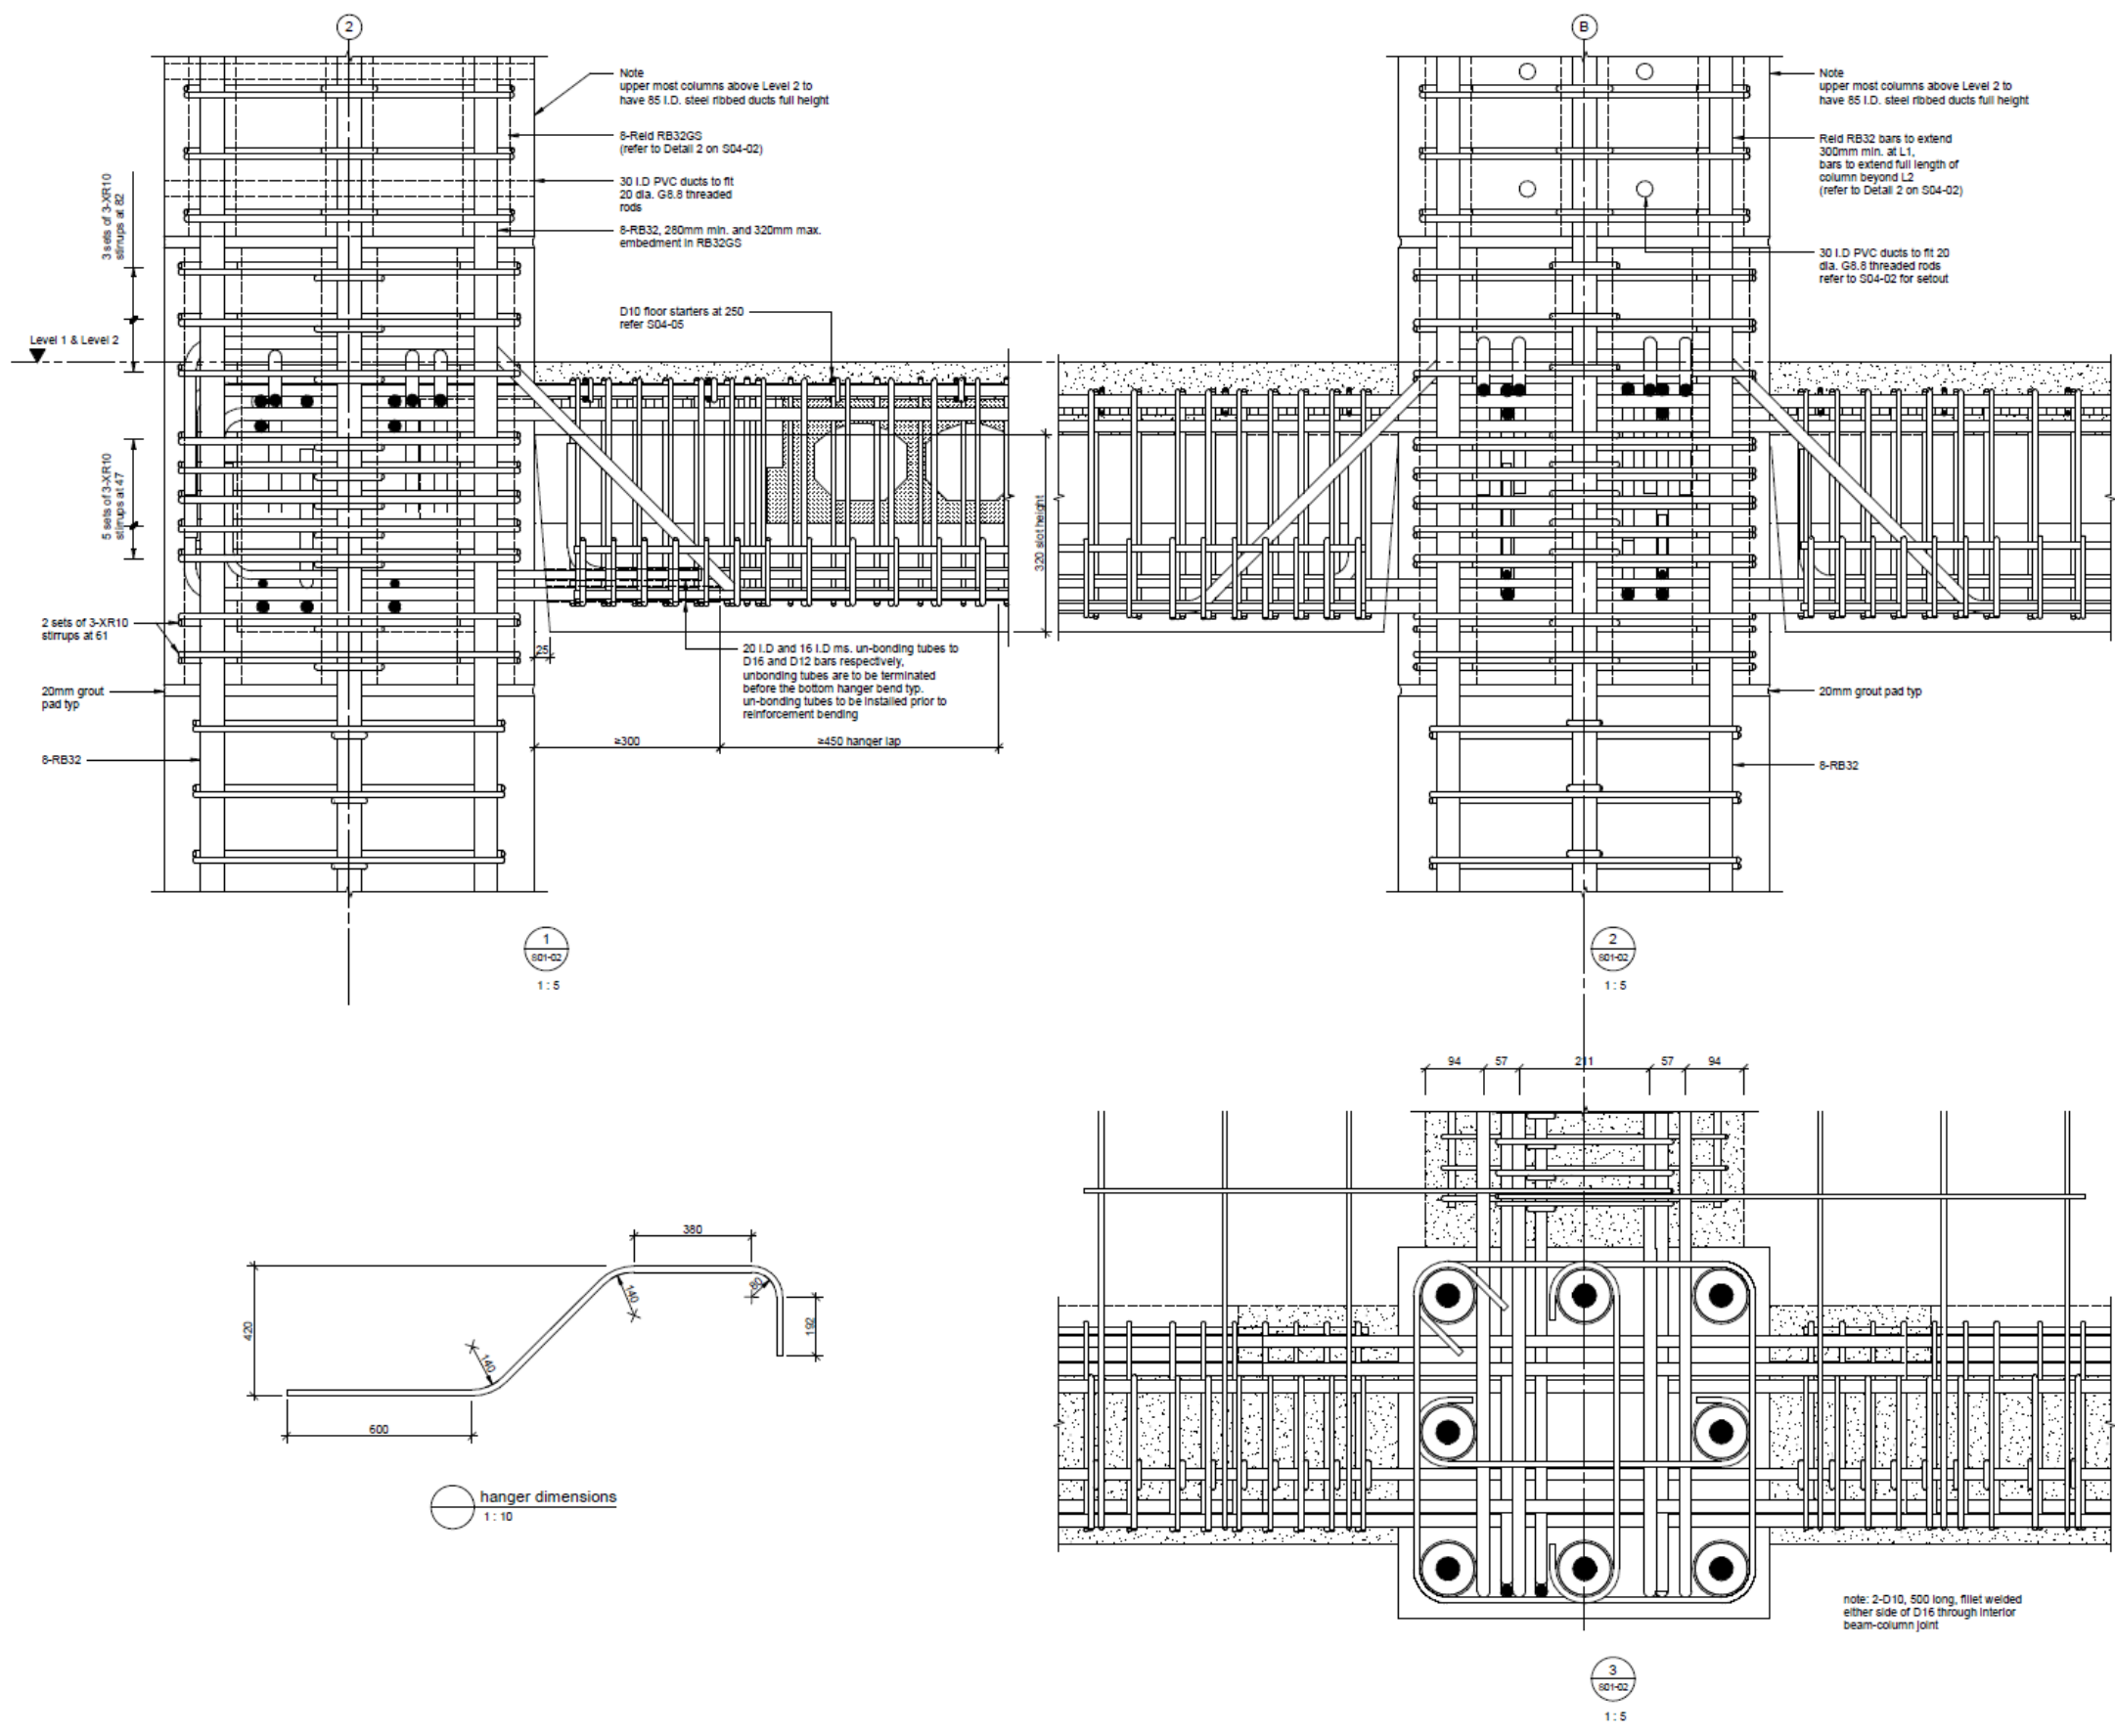 2
B
Note
upper most columns above Level 2 to
have 85 I.D. steel ribbed ducts full height
8-Reid RB32GS
(refer to Detail 2 on S04-02)
30 I.D PVC ducts to fit
20 dia. G8.8 threaded
rods
8-RB32, 280mm min. and 320mm max.
embedment in RB32GS
3 sets of 3-XR10
stirrups at 82
D10 floor starters at 250
refer S04-05
Level 1 & Level 2
5 sets of 3-XR10
stirrups at 47
2 sets of 3-XR10
stirrups at 61
20mm grout
pad typ
8-RB32
25
20 I.D and 16 I.D ms. un-bonding tubes to
D16 and D12 bars respectively,
unbonding tubes are to be terminated
before the bottom hanger bend typ.
un-bonding tubes to be installed prior to
reinforcement bending
≥300
≥450 hanger lap
320 slot height
1
S01-02
1 : 5
Note
upper most columns above Level 2 to
have 85 I.D. steel ribbed ducts full height
Reid RB32 bars to extend
300mm min. at L1,
bars to extend full length of
column beyond L2
(refer to Detail 2 on S04-02)
30 I.D PVC ducts to fit 20
dia. G8.8 threaded rods
refer to S04-02 for setout
20mm grout pad typ
8-RB32
2
S01-02
1 : 5
94
57
211
57
94
380
420
140
80
192
140
600
hanger dimensions
1 : 10
note: 2-D10, 500 long, fillet welded
either side of D16 through interior
beam-column joint
3
S01-02
1 : 5